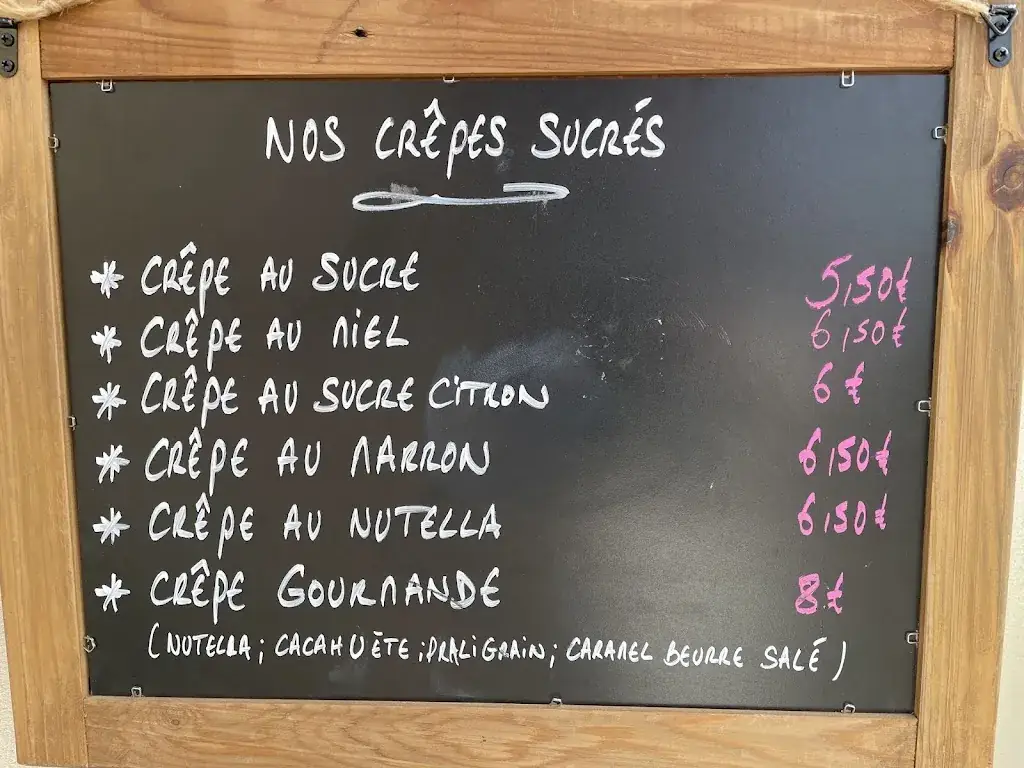 NOS CRÊPES SUCRÉS
* CRÊPE AU SUCRE 5,50€
* CRÊPE AU MIEL 6,50€
* CRÊPE AU SUCRE CITRON 6€
* CRÊPE AU MARRON 6,50€
* CRÊPE AU NUTELLA 6,50€
* CRÊPE GOURMANDE 8€
(NUTELLA ; CACAHUÈTE ; PRALIGRAIN ; CARAMEL BEURRE SALÉ)